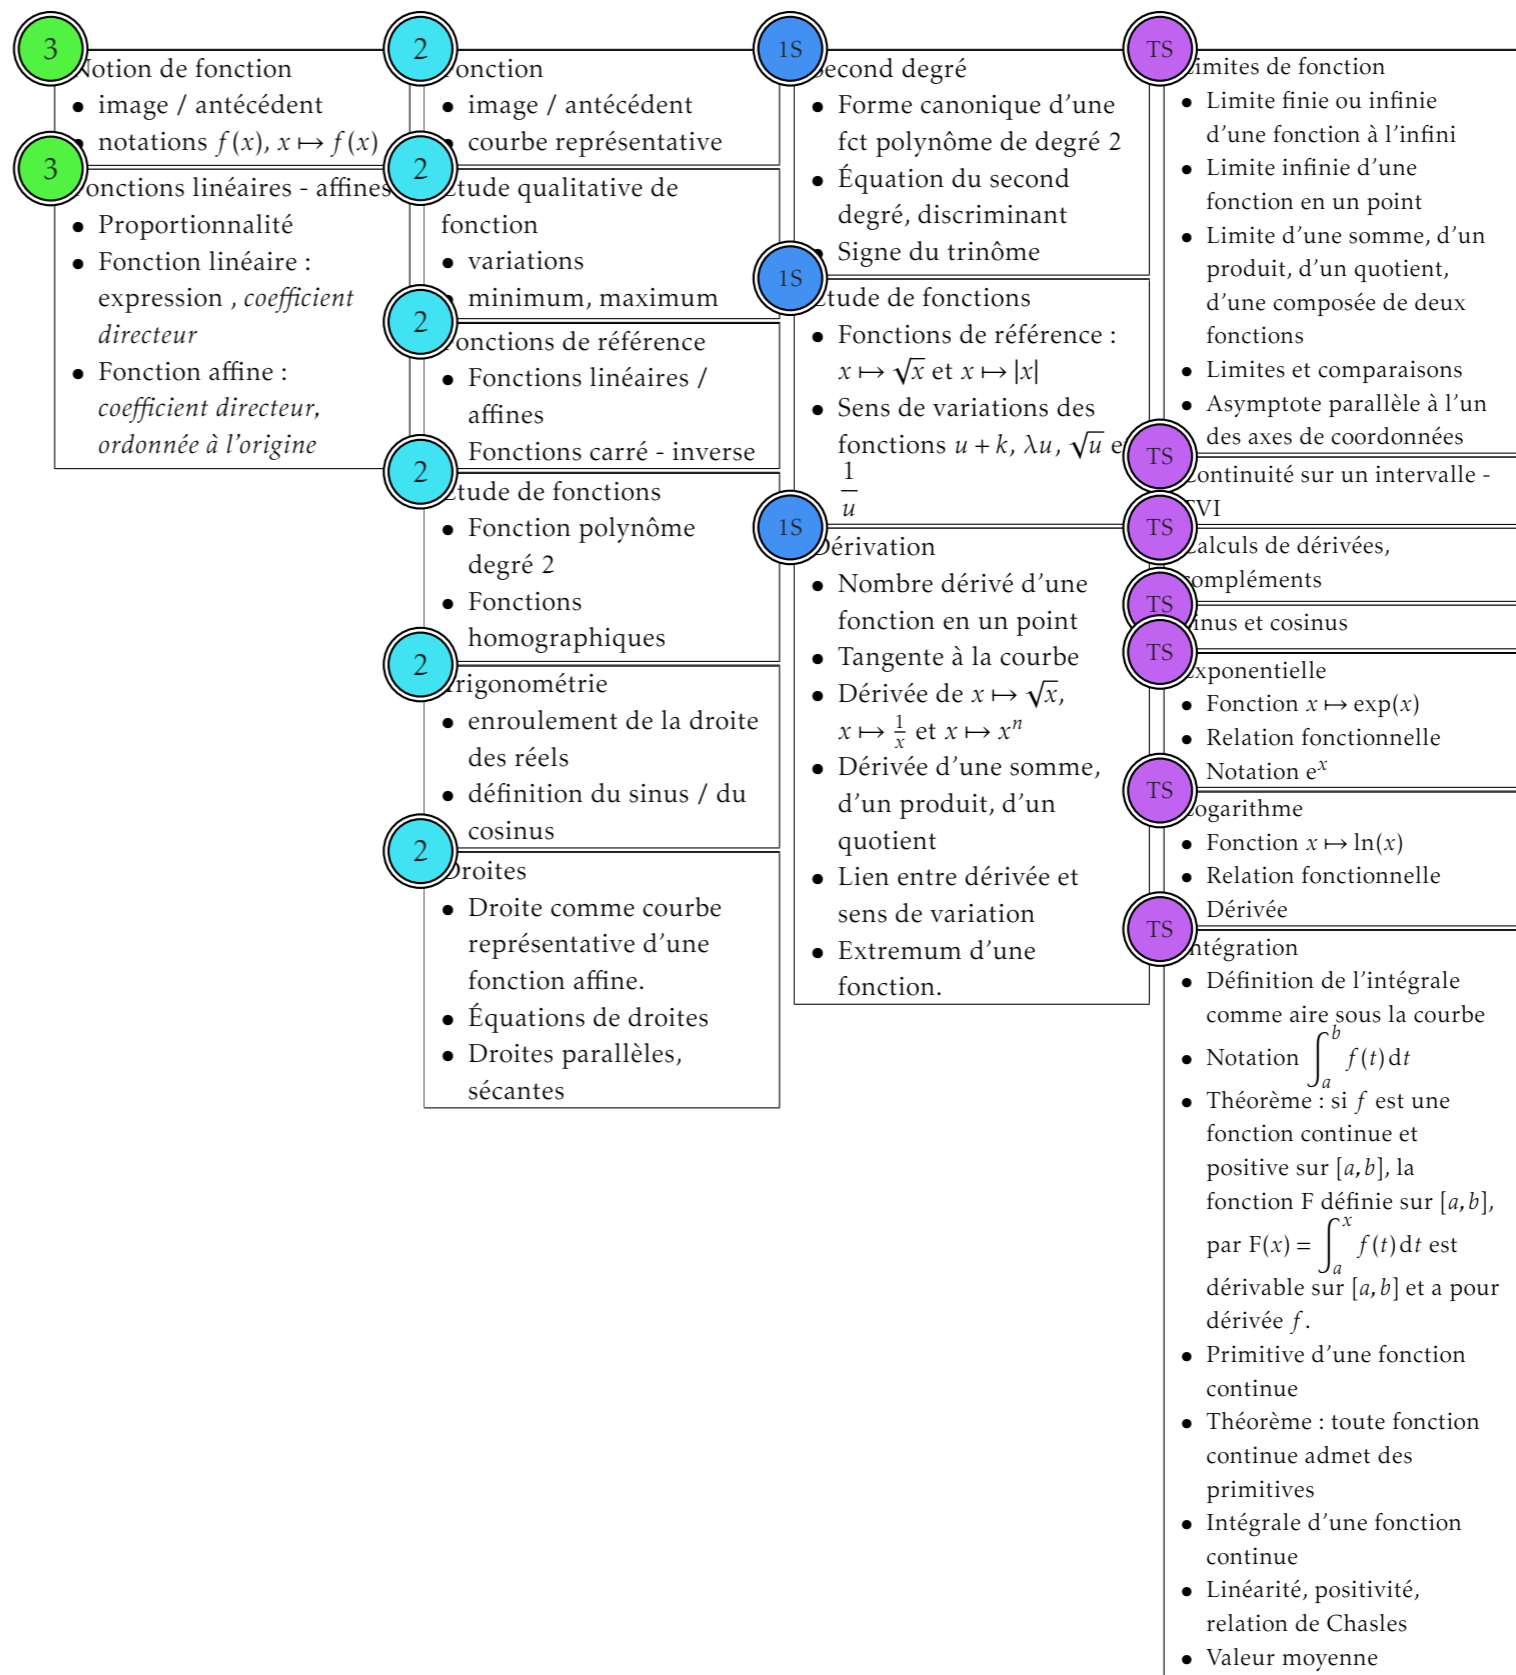 3
Notion de fonction
• image / antécédent
• notations f(x), x ↦ f(x)
3
Fonctions linéaires - affines
• Proportionnalité
• Fonction linéaire :
expression , coefficient
directeur
• Fonction affine :
coefficient directeur,
ordonnée à l'origine
2
Fonction
• image / antécédent
• courbe représentative
2
Étude qualitative de
fonction
• variations
• minimum, maximum
2
Fonctions de référence
• Fonctions linéaires /
affines
Fonctions carré - inverse
2
Étude de fonctions
• Fonction polynôme
degré 2
• Fonctions
homographiques
2
Trigonométrie
• enroulement de la droite
des réels
• définition du sinus / du
cosinus
2
Droites
• Droite comme courbe
représentative d'une
fonction affine.
• Équations de droites
• Droites parallèles,
sécantes
1S
Second degré
• Forme canonique d'une
fct polynôme de degré 2
• Équation du second
degré, discriminant
• Signe du trinôme
1S
Étude de fonctions
• Fonctions de référence :
x ↦ √x et x ↦ |x|
• Sens de variations des
fonctions u + k, λu, √u et
1/u
1S
Dérivation
• Nombre dérivé d'une
fonction en un point
• Tangente à la courbe
• Dérivée de x ↦ √x,
x ↦ 1/x et x ↦ xⁿ
• Dérivée d'une somme,
d'un produit, d'un
quotient
• Lien entre dérivée et
sens de variation
• Extremum d'une
fonction.
TS
Limites de fonction
• Limite finie ou infinie
d'une fonction à l'infini
• Limite infinie d'une
fonction en un point
• Limite d'une somme, d'un
produit, d'un quotient,
d'une composée de deux
fonctions
• Limites et comparaisons
• Asymptote parallèle à l'un
des axes de coordonnées
TS
Continuité sur un intervalle -
TVI
TS
Calculs de dérivées,
compléments
TS
Sinus et cosinus
TS
Exponentielle
• Fonction x ↦ exp(x)
• Relation fonctionnelle
Notation eˣ
TS
Logarithme
• Fonction x ↦ ln(x)
• Relation fonctionnelle
Dérivée
TS
Intégration
• Définition de l'intégrale
comme aire sous la courbe
• Notation ∫ₐᵇ f(t) dt
• Théorème : si f est une
fonction continue et
positive sur [a, b], la
fonction F définie sur [a, b],
par F(x) = ∫ₐˣ f(t) dt est
dérivable sur [a, b] et a pour
dérivée f.
• Primitive d'une fonction
continue
• Théorème : toute fonction
continue admet des
primitives
• Intégrale d'une fonction
continue
• Linéarité, positivité,
relation de Chasles
• Valeur moyenne